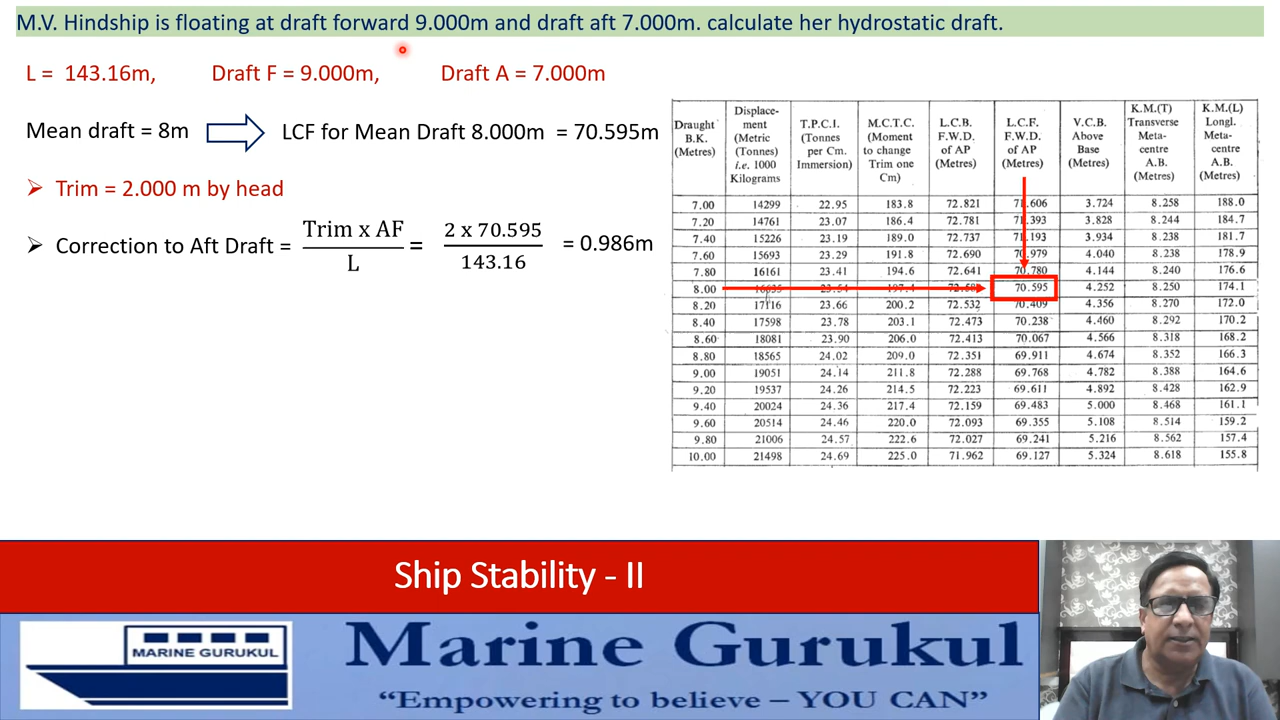 M.V. Hindship is floating at draft forward 9.000m and draft aft 7.000m. calculate her hydrostatic draft.
L = 143.16m, Draft F = 9.000m, Draft A = 7.000m
Mean draft = 8m LCF for Mean Draft 8.000m = 70.595m
➢ Trim = 2.000 m by head
➢ Correction to Aft Draft = Trim x AF / L = 2 x 70.595 / 143.16 = 0.986m
Draught B.K. (Metres) | Displace-ment (Metric (Tonnes) i.e. 1000 Kilograms | T.P.C.I. (Tonnes per Cm. Immersion) | M.C.T.C. (Moment to change Trim one Cm) | L.C.B. F.W.D. of AP (Metres) | L.C.F. F.W.D. of AP (Metres) | V.C.B. Above Base (Metres) | K.M.(T) Transverse Meta-centre A.B. (Metres) | K.M.(L) Longl. Meta-centre A.B. (Metres)
7.00 14299 22.95 183.8 72.821 71.606 3.724 8.258 188.0
7.20 14761 23.07 186.4 72.781 71.393 3.828 8.244 184.7
7.40 15226 23.19 189.0 72.737 71.193 3.934 8.238 181.7
7.60 15693 23.29 191.8 72.690 70.979 4.040 8.238 178.9
7.80 16161 23.41 194.6 72.641 70.780 4.144 8.240 176.6
8.00 70.595 4.252 8.250 174.1
8.20 17116 23.66 200.2 72.532 70.409 4.356 8.270 172.0
8.40 17598 23.78 203.1 72.473 70.238 4.460 8.292 170.2
8.60 18081 23.90 206.0 72.413 70.067 4.566 8.318 168.2
8.80 18565 24.02 209.0 72.351 69.911 4.674 8.352 166.3
9.00 19051 24.14 211.8 72.288 69.768 4.782 8.388 164.6
9.20 19537 24.26 214.5 72.223 69.611 4.892 8.428 162.9
9.40 20024 24.36 217.4 72.159 69.483 5.000 8.468 161.1
9.60 20514 24.46 220.0 72.093 69.355 5.108 8.514 159.2
9.80 21006 24.57 222.6 72.027 69.241 5.216 8.562 157.4
10.00 21498 24.69 225.0 71.962 69.127 5.324 8.618 155.8
Ship Stability - II
MARINE GURUKUL
Marine Gurukul
“Empowering to believe – YOU CAN”